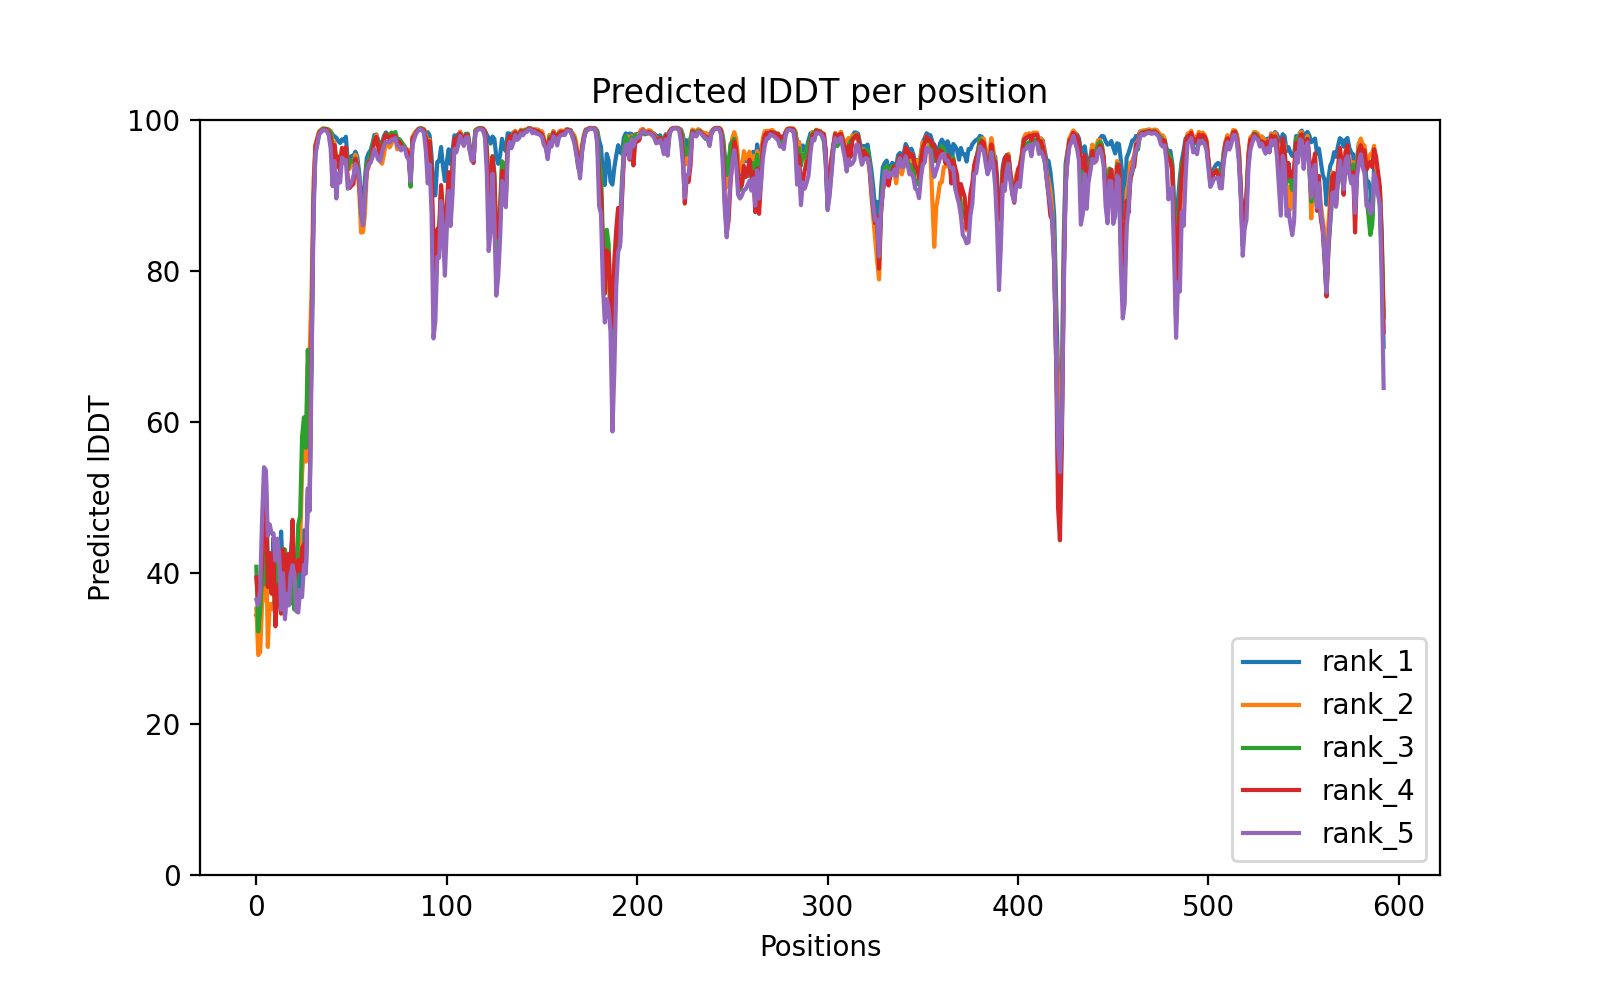 Predicted lDDT per position
100
80
60
40
20
0
Predicted lDDT
0 100 200 300 400 500 600
Positions
rank_1
rank_2
rank_3
rank_4
rank_5